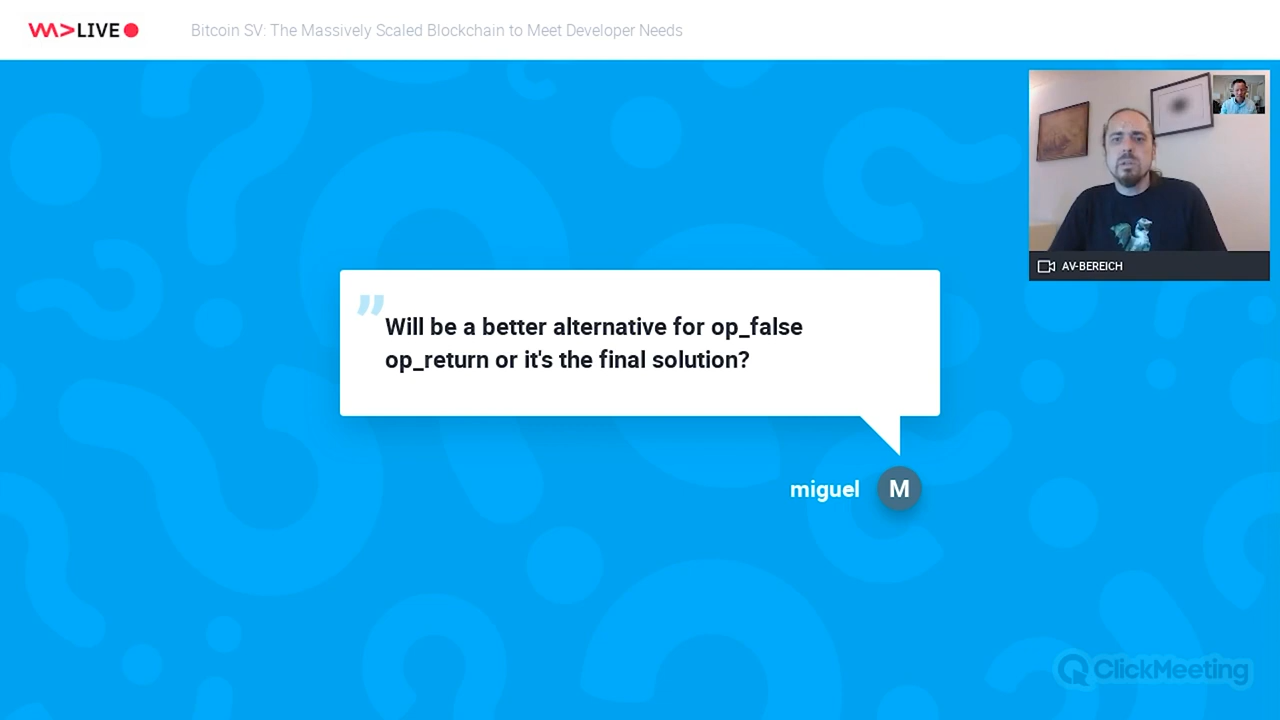 LIVE
Bitcoin SV: The Massively Scaled Blockchain to Meet Developer Needs
AV-BEREICH
" Will be a better alternative for op_false
op_return or it's the final solution?
miguel M
ClickMeeting